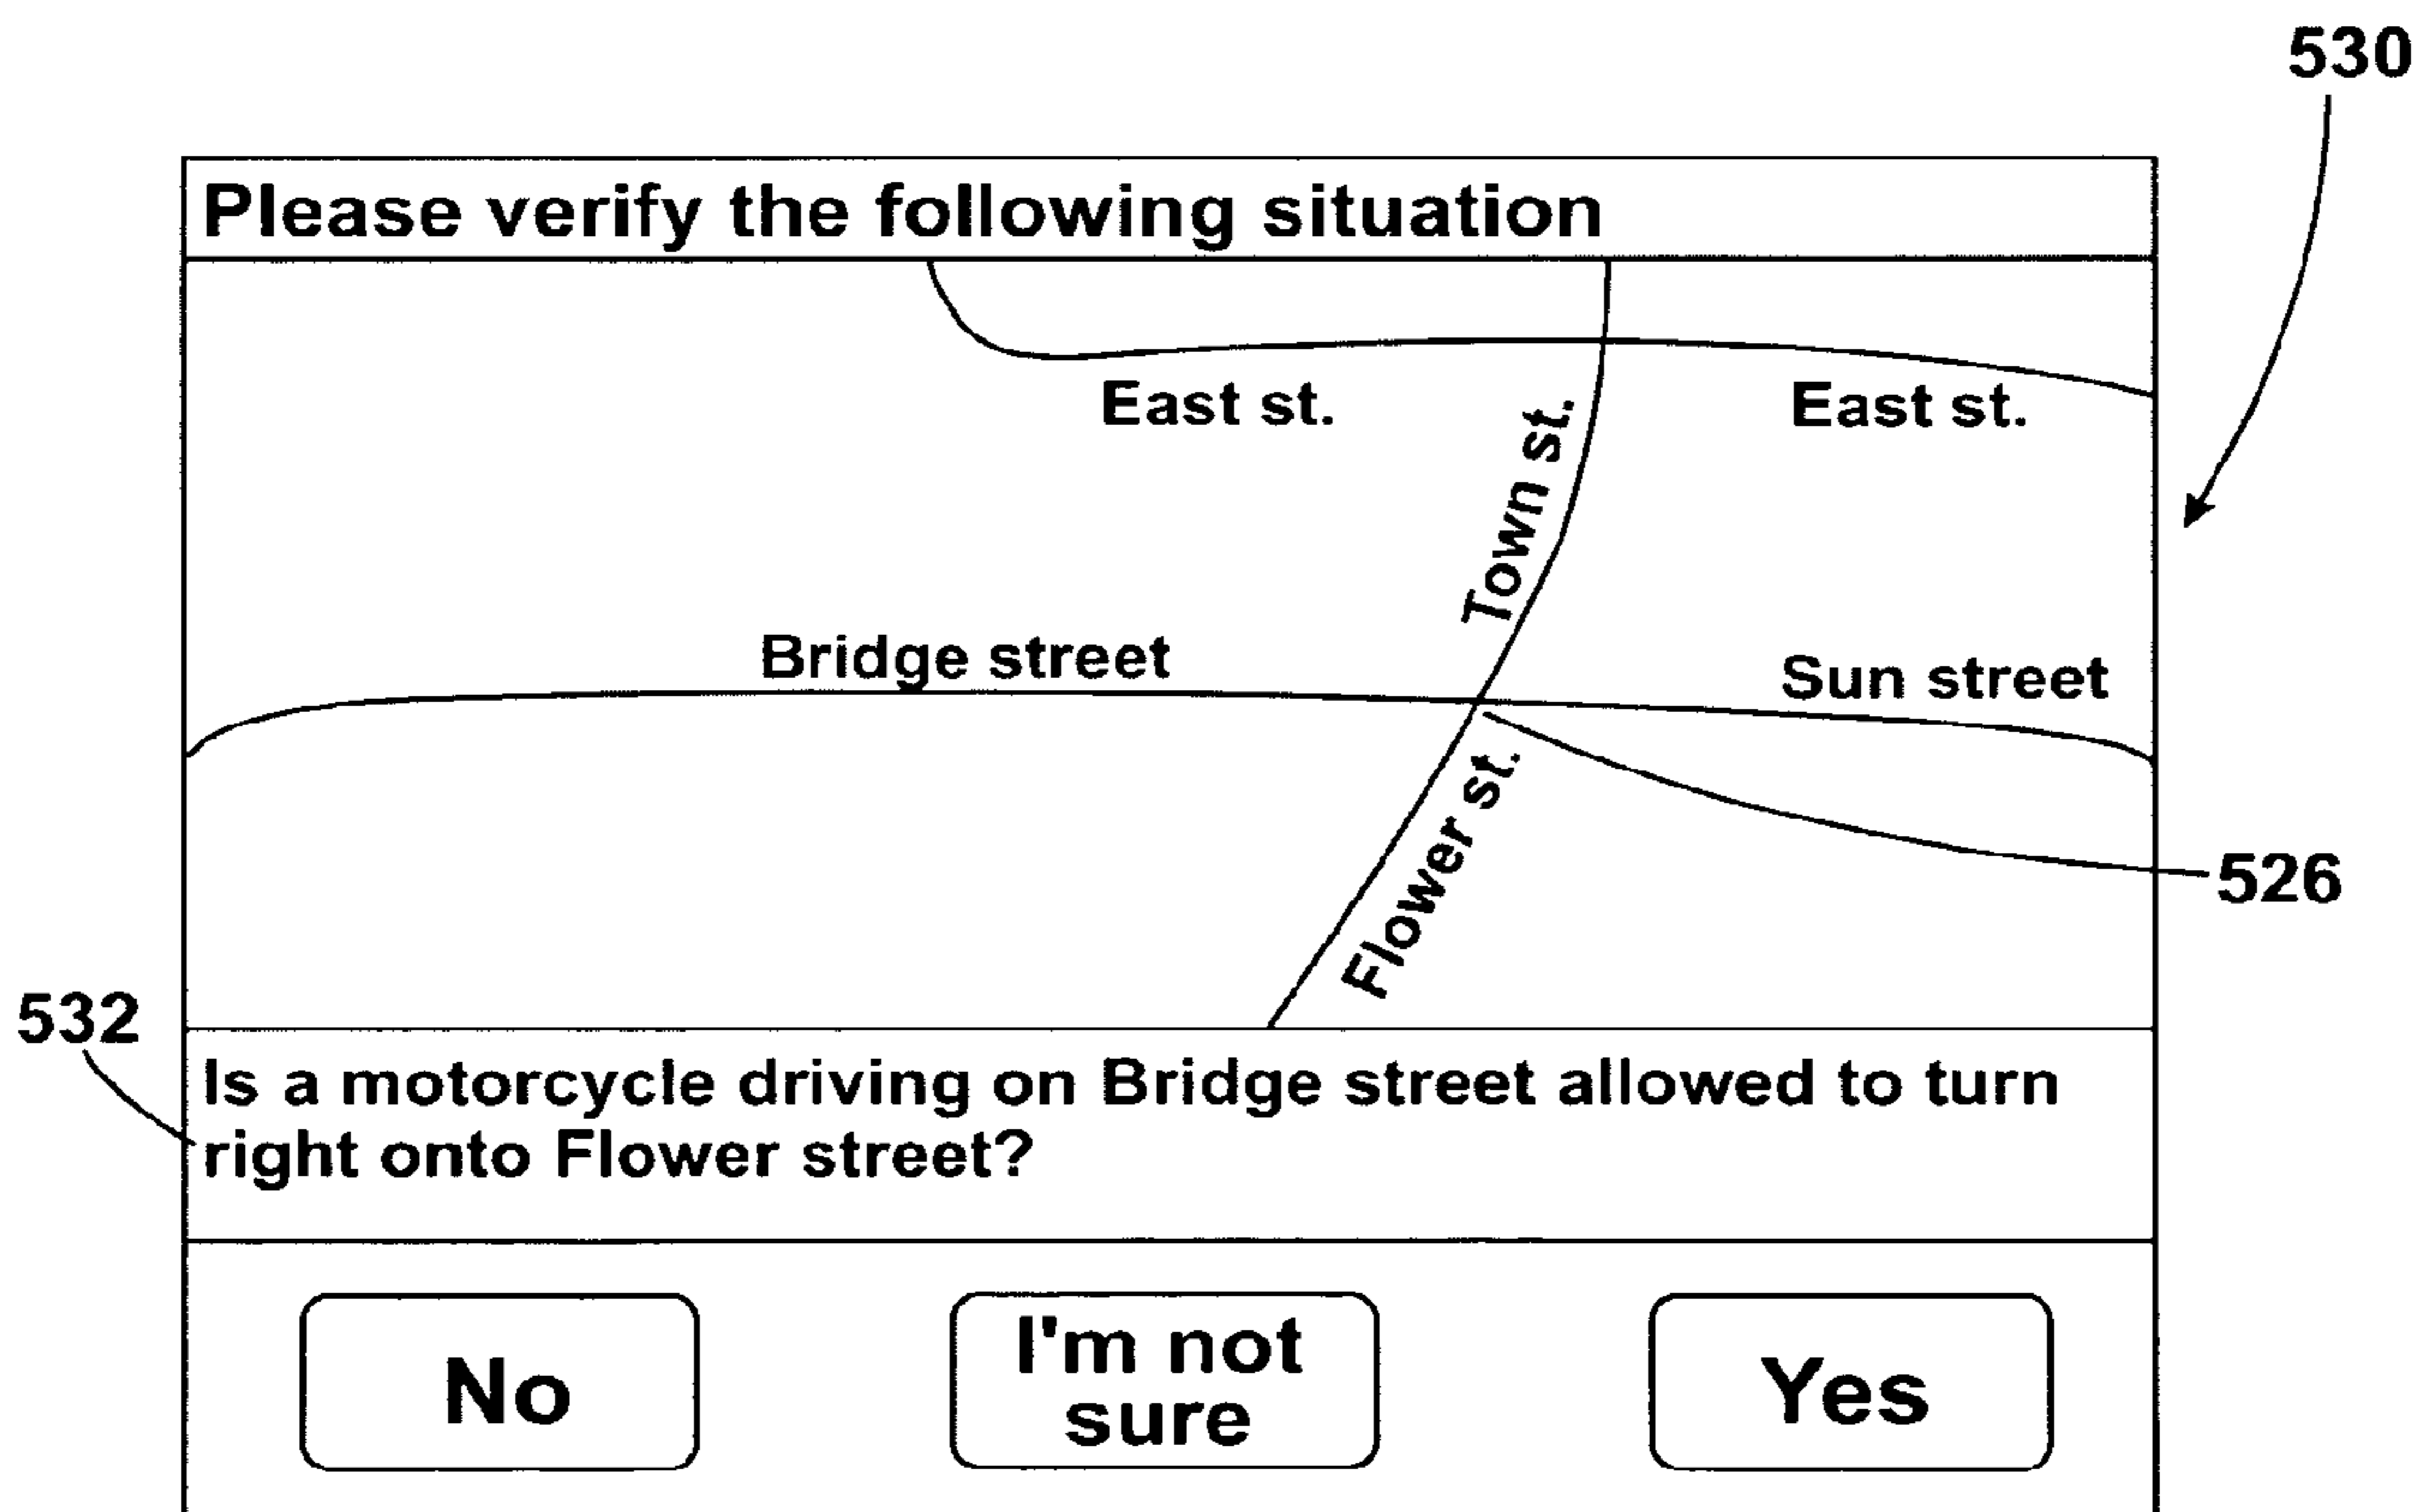 530
Please verify the following situation
East st.
East st.
Town st.
Bridge street
Sun street
Flower st.
526
532
Is a motorcycle driving on Bridge street allowed to turn
right onto Flower street?
No
I'm not
sure
Yes